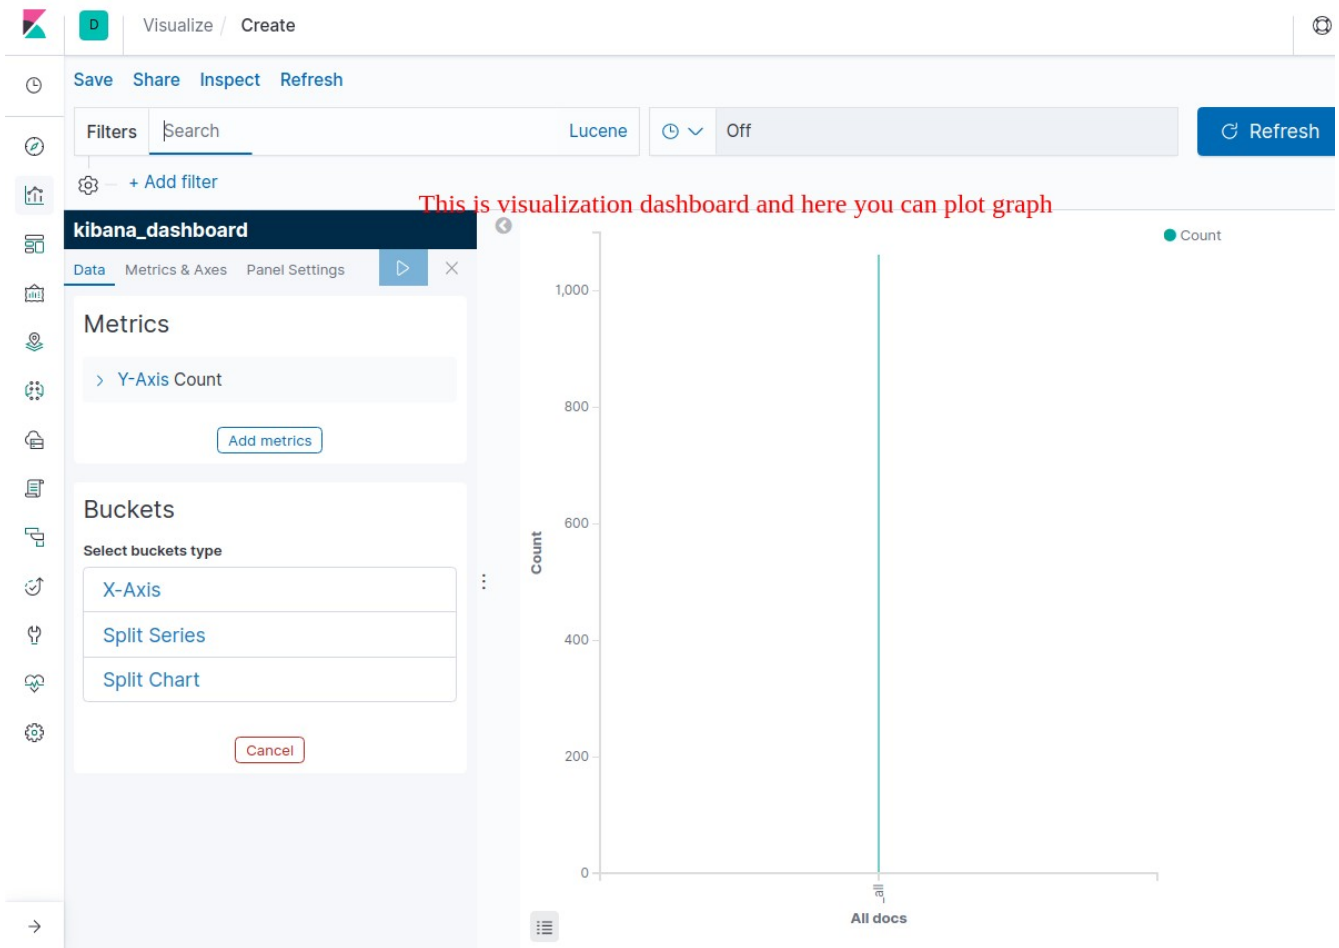 D Visualize / Create
Save Share Inspect Refresh
Filters Search Lucene Off Refresh
+ Add filter
This is visualization dashboard and here you can plot graph
kibana_dashboard
Data Metrics & Axes Panel Settings
Metrics
Y-Axis Count
Add metrics
Buckets
Select buckets type
X-Axis
Split Series
Split Chart
Cancel
Count
1,000
800
600
400
200
0
Count
_all
All docs